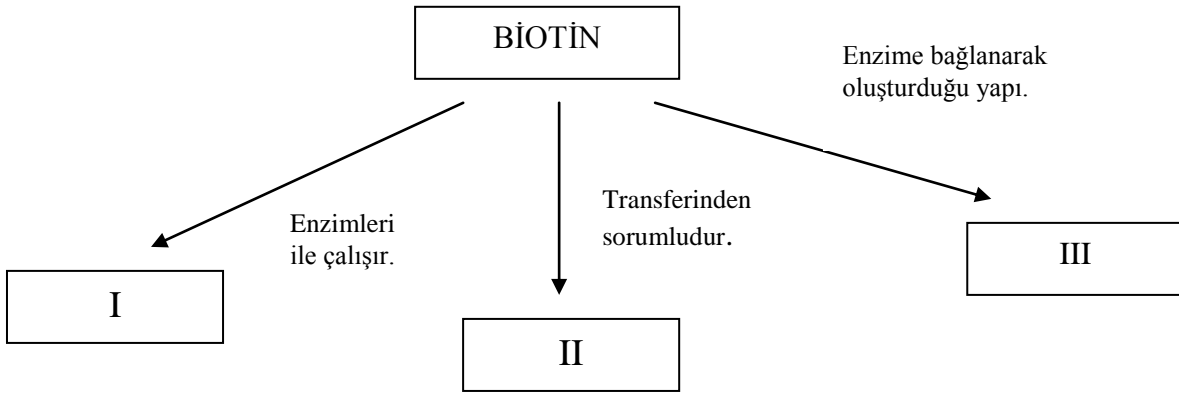 BİOTİN
Enzime bağlanarak
oluşturduğu yapı.
Enzimleri
ile çalışır.
Transferinden
sorumludur.
I
II
III